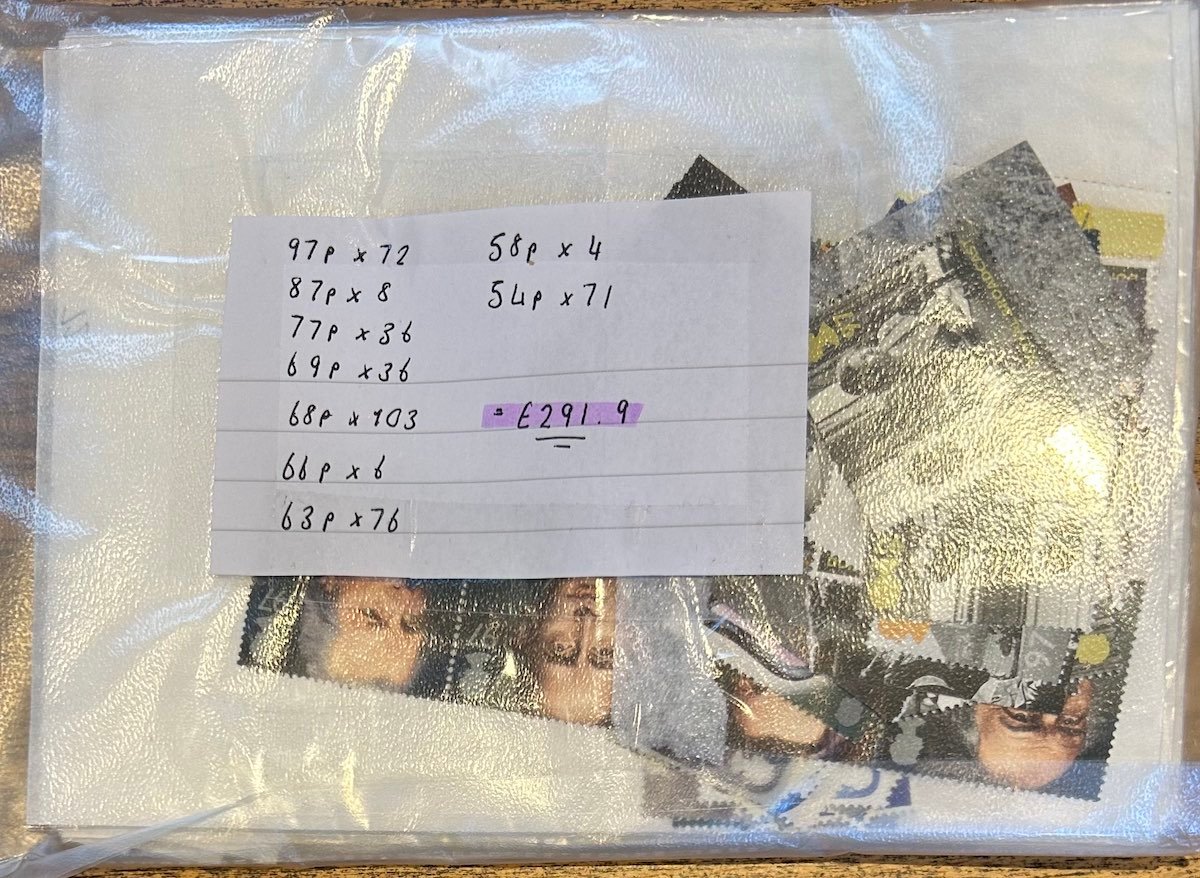 97p x 72
87p x 8
77p x 36
69p x 36
68p x 103
66p x 6
63p x 76
58p x 4
54p x 71
= £291.9